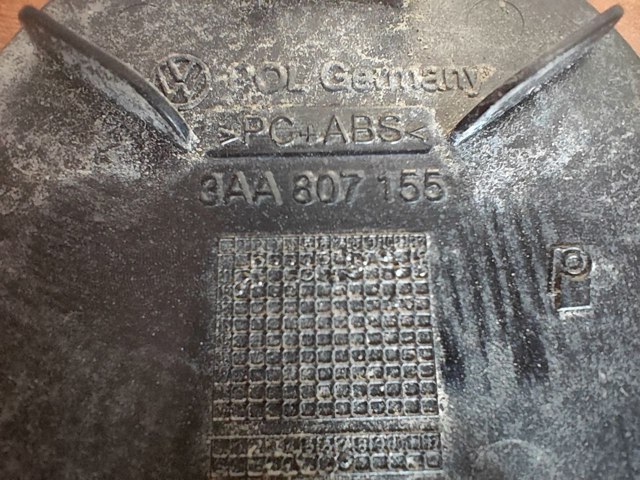 POL Germany
>PC+ABS<
3AA 807 155
P